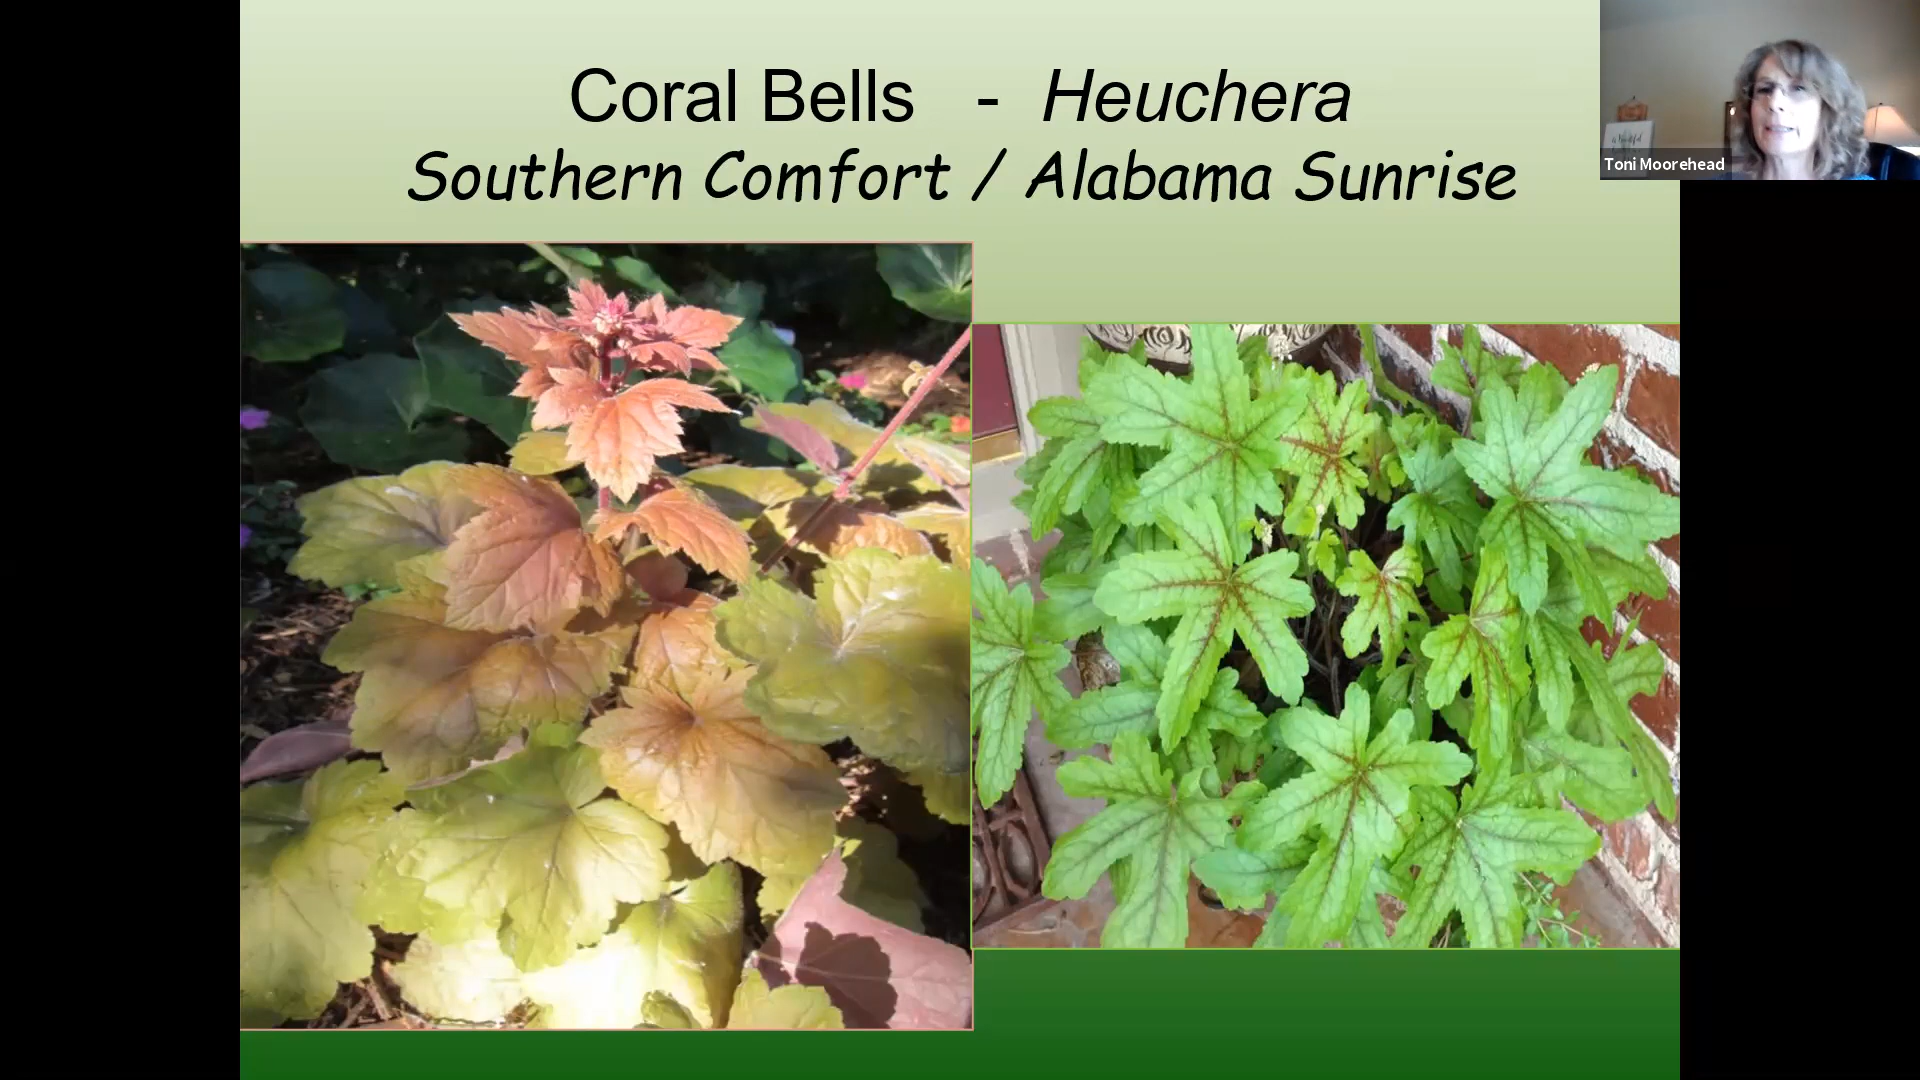 Coral Bells - Heuchera
Southern Comfort / Alabama Sunrise
Toni Moorehead